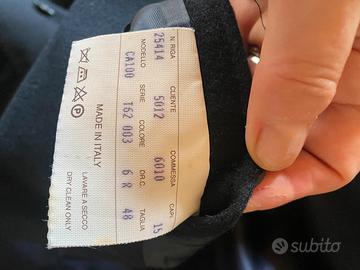 N. RIGA CLIENTE COMMESSA CAPI
25414 5012 6010 15
MODELLO SERIE COLORE DR.C. TAGLIA
CA100 T62 003 6 R 48
MADE IN ITALY
LAVARE A SECCO
DRY CLEAN ONLY
subito